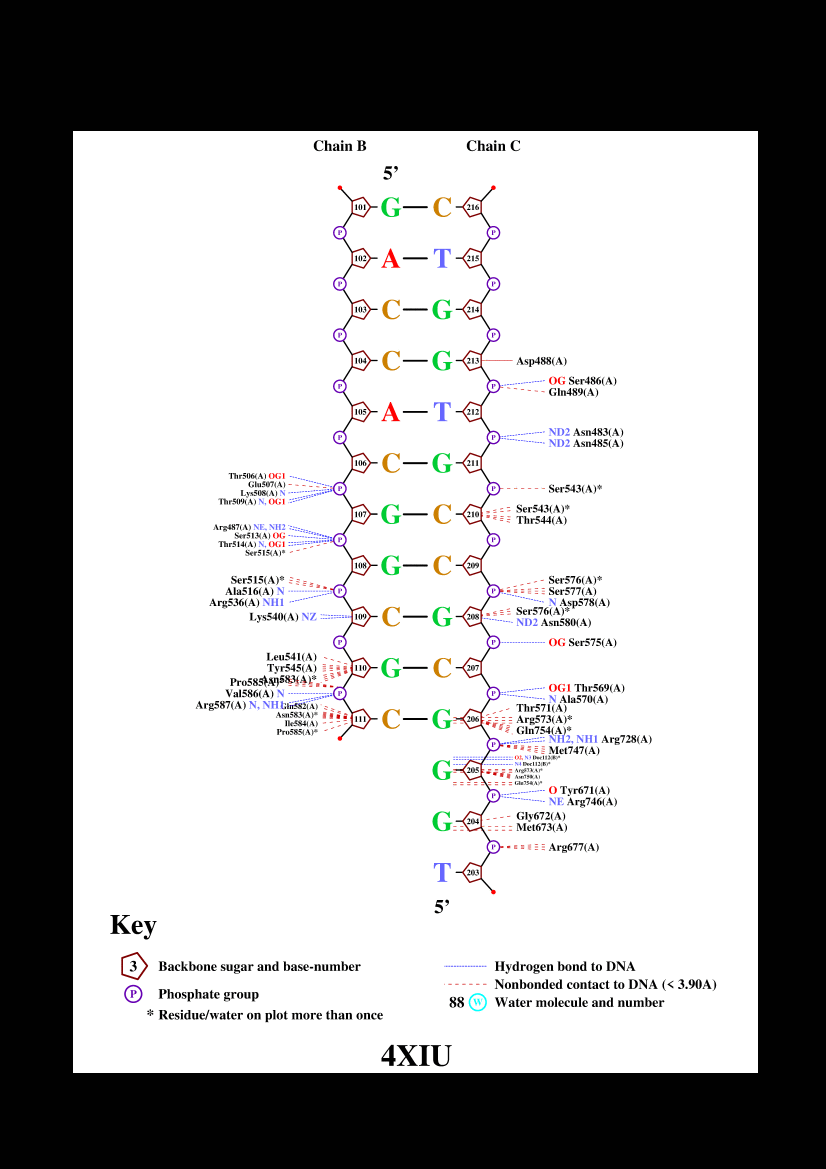 Chain B Chain C
5’
101 G C 216
P P
102 A T 215
P P
103 C G 214
P P
104 C G 213 Asp488(A)
P P OG Ser486(A)
Gln489(A)
105 A T 212
P P ND2 Asn483(A)
ND2 Asn485(A)
106 C G 211
Thr506(A) OG1
Glu507(A)
Lys508(A) N
Thr509(A) N, OG1
P P Ser543(A)*
107 G C 210 Ser543(A)*
Thr544(A)
Arg487(A) NE, NH2
Ser513(A) OG
Thr514(A) N, OG1
Ser515(A)*
P P
108 G C 209
Ser515(A)*
Ala516(A) N
Arg536(A) NH1
P P Ser576(A)*
Ser577(A)
N Asp578(A)
Lys540(A) NZ 109 C G 208 Ser576(A)*
ND2 Asn580(A)
P P OG Ser575(A)
Leu541(A)
Tyr545(A)
Asn583(A)*
110 G C 207
Pro585(A)*
Val586(A) N
Arg587(A) N, NH1
P P OG1 Thr569(A)
N Ala570(A)
Gln582(A)
Asn583(A)*
Ile584(A)
Pro585(A)*
111 C G 206 Thr571(A)
Arg573(A)*
Gln754(A)*
P NH2, NH1 Arg728(A)
Met747(A)
G 205 O2, N3 Doc112(B)*
N4 Doc112(B)*
Arg573(A)*
Asn750(A)
Gln754(A)*
P O Tyr671(A)
NE Arg746(A)
G 204 Gly672(A)
Met673(A)
P Arg677(A)
T 203
5’
Key
3 Backbone sugar and base-number
P Phosphate group
* Residue/water on plot more than once
Hydrogen bond to DNA
Nonbonded contact to DNA (< 3.90A)
88 W Water molecule and number
4XIU